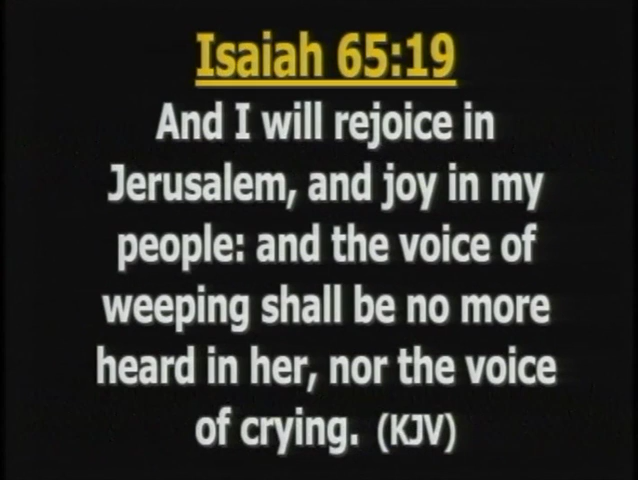 Isaiah 65:19
And I will rejoice in
Jerusalem, and joy in my
people: and the voice of
weeping shall be no more
heard in her, nor the voice
of crying. (KJV)